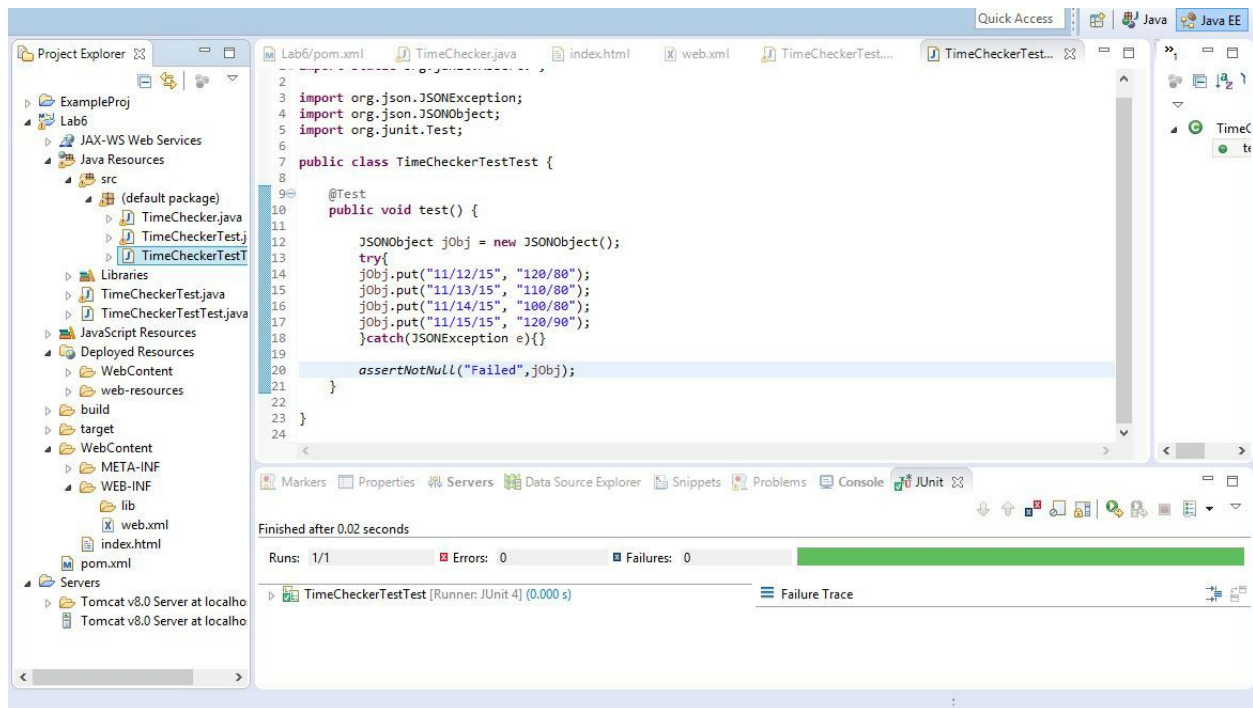 Quick Access
Java
Java EE
Project Explorer
ExampleProj
Lab6
JAX-WS Web Services
Java Resources
src
(default package)
TimeChecker.java
TimeCheckerTest.j
TimeCheckerTestT
Libraries
TimeCheckerTest.java
TimeCheckerTestTest.java
JavaScript Resources
Deployed Resources
WebContent
web-resources
build
target
WebContent
META-INF
WEB-INF
lib
web.xml
index.html
pom.xml
Servers
Tomcat v8.0 Server at localho
Tomcat v8.0 Server at localho
Lab6/pom.xml
TimeChecker.java
index.html
web.xml
TimeCheckerTest....
TimeCheckerTest...
2
3 import org.json.JSONException;
4 import org.json.JSONObject;
5 import org.junit.Test;
6
7 public class TimeCheckerTestTest {
8
9 @Test
10 public void test() {
11
12 JSONObject jObj = new JSONObject();
13 try{
14 jObj.put("11/12/15", "120/80");
15 jObj.put("11/13/15", "110/80");
16 jObj.put("11/14/15", "100/80");
17 jObj.put("11/15/15", "120/90");
18 }catch(JSONException e){}
19
20 assertNotNull("Failed",jObj);
21 }
22
23 }
24
»1
TimeC
te
Markers
Properties
Servers
Data Source Explorer
Snippets
Problems
Console
JUnit
Finished after 0.02 seconds
Runs: 1/1
Errors: 0
Failures: 0
TimeCheckerTestTest [Runner: JUnit 4] (0.000 s)
Failure Trace